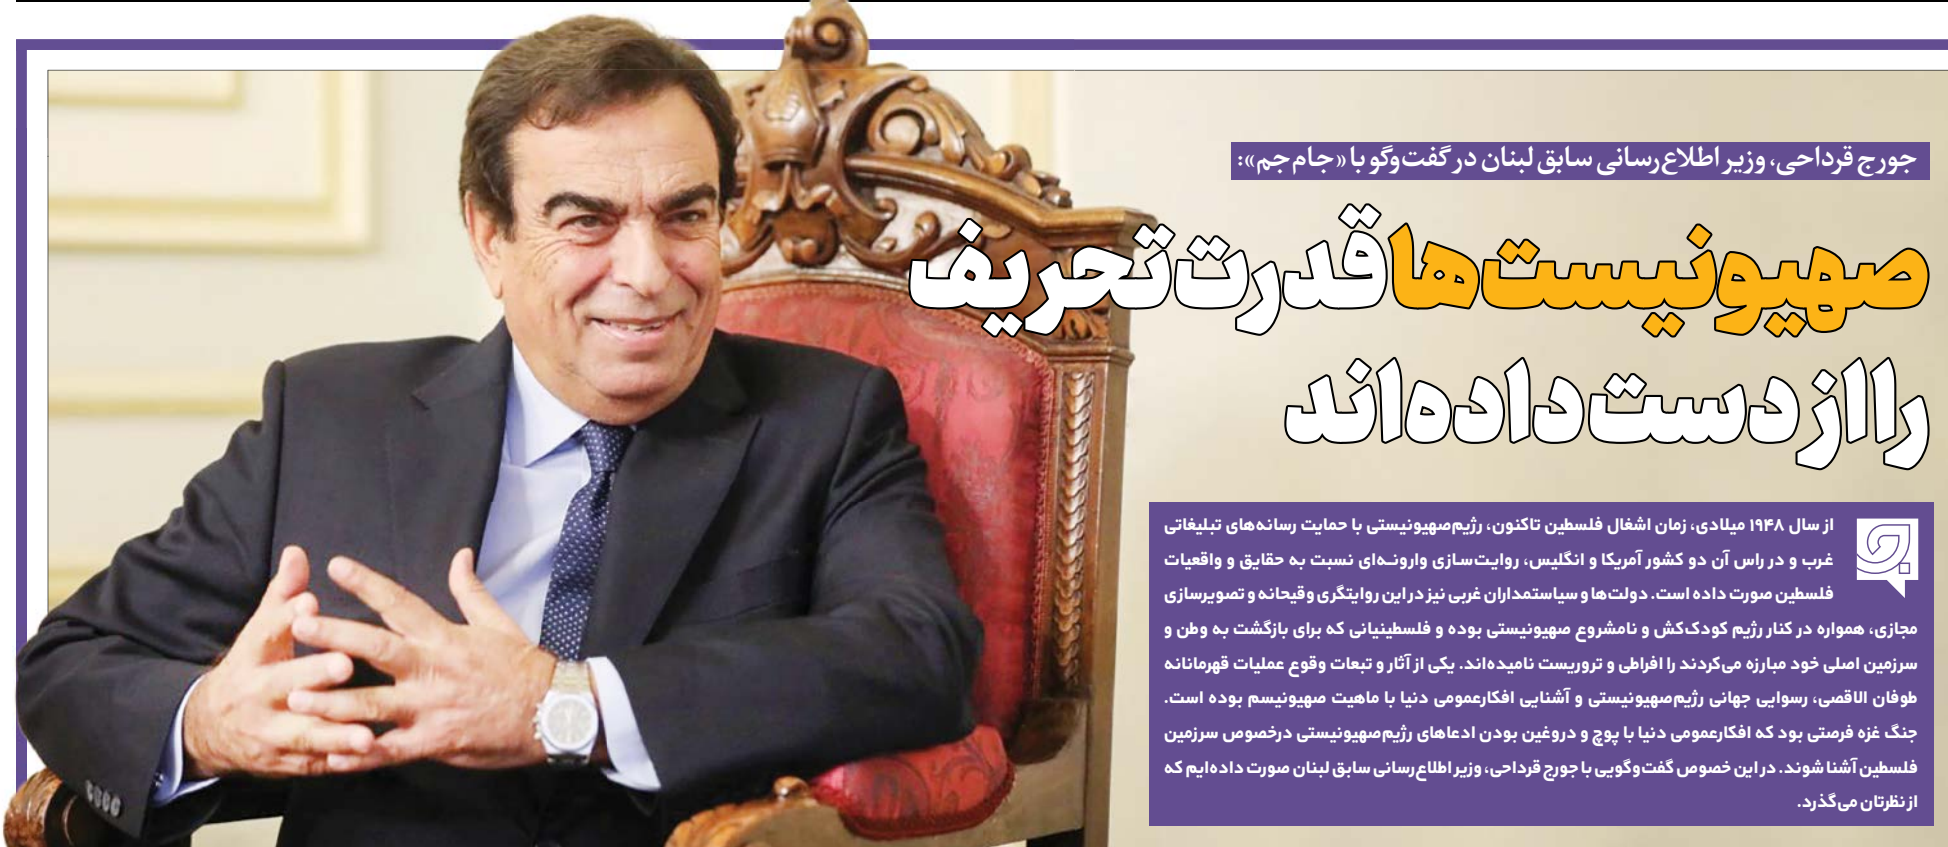 جورج قرداحی، وزیر اطلاع‌رسانی سابق لبنان در گفت‌وگو با «جام‌جم»:
صهیونیست‌ها قدرت تحریف
را از دست داده‌اند
از سال ۱۹۴۸ میلادی، زمان اشغال فلسطین تاکنون، رژیم‌صهیونیستی با حمایت رسانه‌های تبلیغاتی
غرب و در راس آن دو کشور آمریکا و انگلیس، روایت‌سازی وارونه‌ای نسبت به حقایق و واقعیات
فلسطین صورت داده است. دولت‌ها و سیاستمداران غربی نیز در این روایتگری وقیحانه و تصویرسازی
مجازی، همواره در کنار رژیم کودک‌کش و نامشروع صهیونیستی بوده و فلسطینیانی که برای بازگشت به وطن و
سرزمین اصلی خود مبارزه می‌کردند را افراطی و تروریست نامیده‌اند. یکی از آثار و تبعات وقوع عملیات قهرمانانه
طوفان الاقصی، رسوایی جهانی رژیم‌صهیونیستی و آشنایی افکارعمومی دنیا با ماهیت صهیونیسم بوده است.
جنگ غزه فرصتی بود که افکارعمومی دنیا با پوچ و دروغین بودن ادعاهای رژیم‌صهیونیستی درخصوص سرزمین
فلسطین آشنا شوند. در این خصوص گفت‌وگویی با جورج قرداحی، وزیر اطلاع‌رسانی سابق لبنان صورت داده‌ایم که
از نظرتان می‌گذرد.